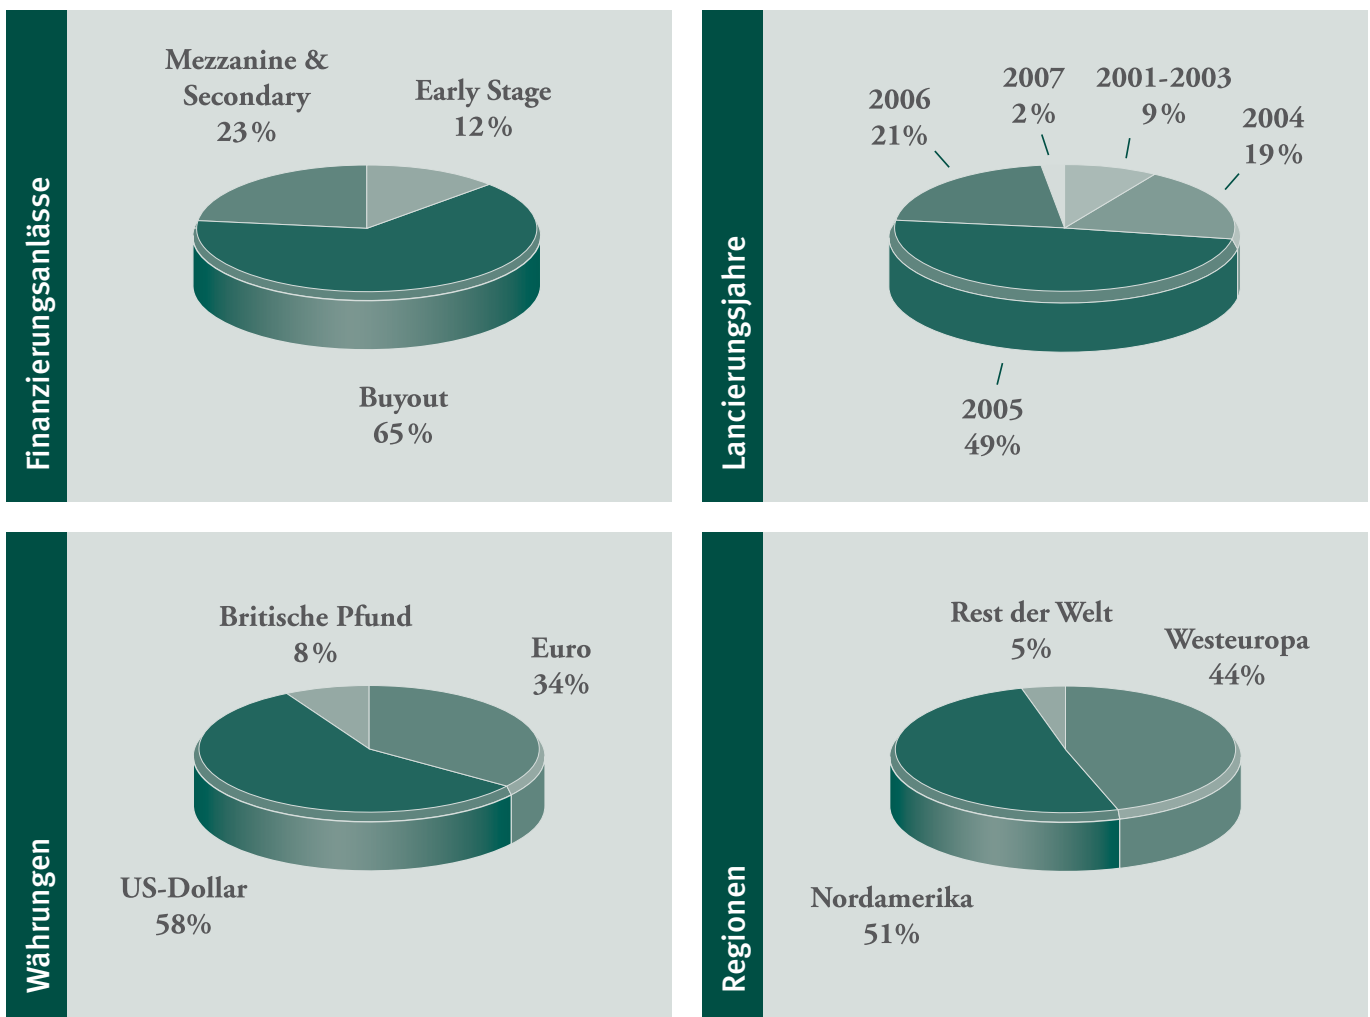 Finanzierungsanlässe
Mezzanine &
Secondary
23%
Early Stage
12%
Buyout
65%
Lancierungsjahre
2006
21%
2007
2%
2001-2003
9%
2004
19%
2005
49%
Währungen
Britische Pfund
8%
Euro
34%
US-Dollar
58%
Regionen
Rest der Welt
5%
Westeuropa
44%
Nordamerika
51%